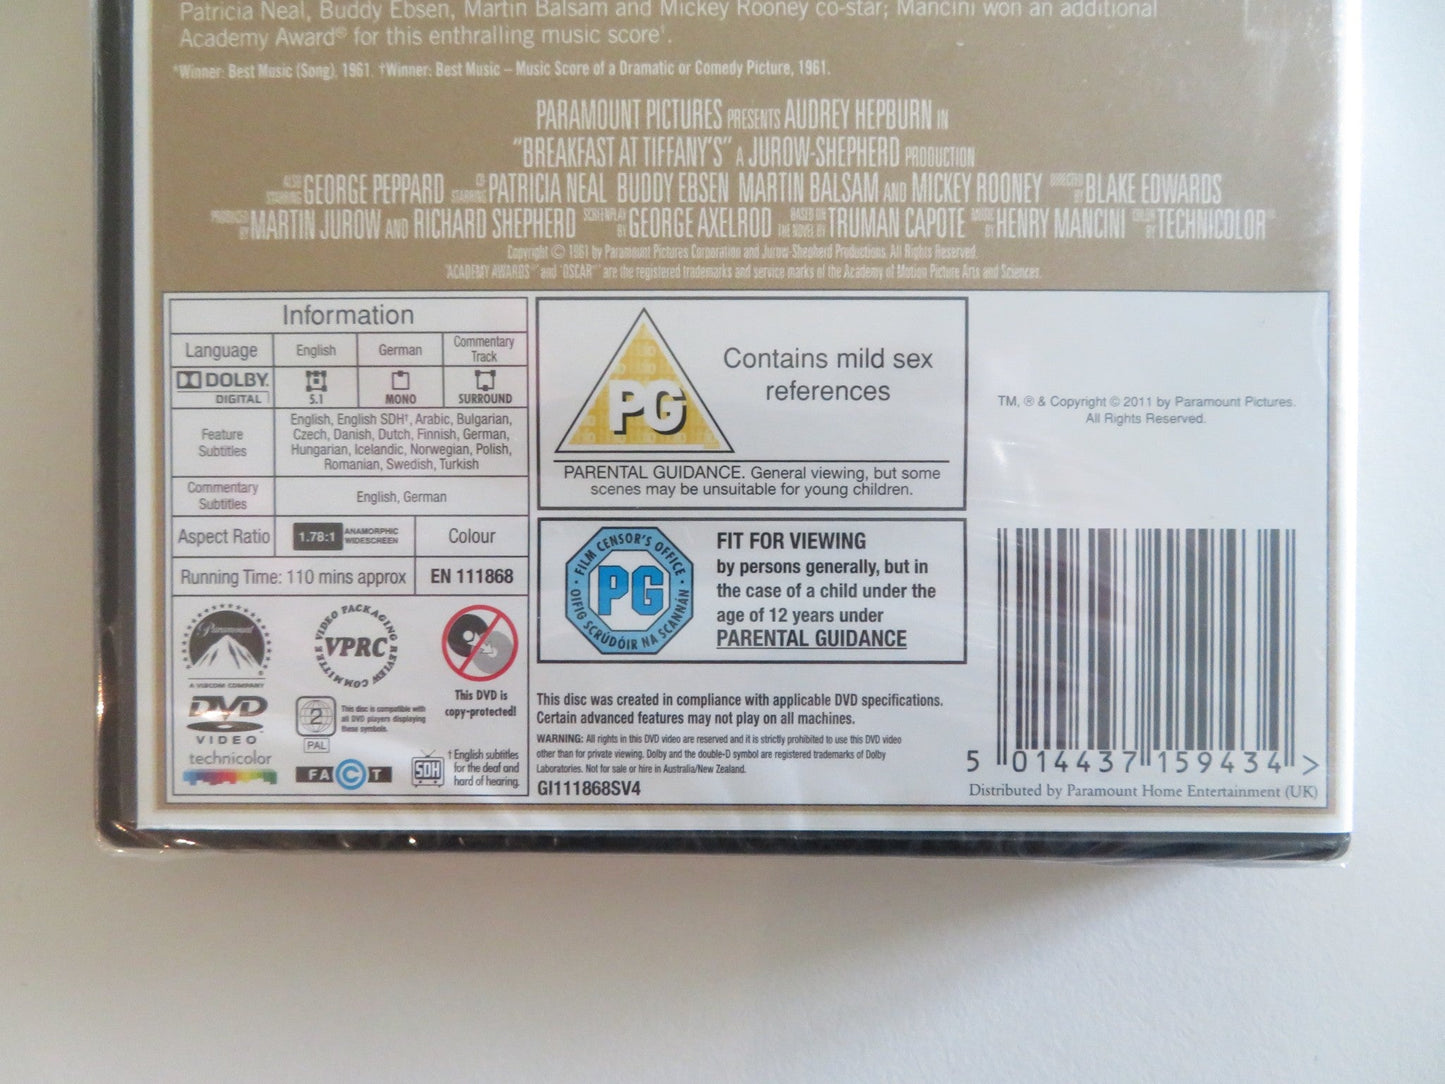 Patricia Neal, Buddy Ebsen, Martin Balsam and Mickey Rooney co-star; Mancini won an additional
Academy Award® for this enthralling music score†.
*Winner: Best Music (Song), 1961. †Winner: Best Music – Music Score of a Dramatic or Comedy Picture, 1961.
PARAMOUNT PICTURES PRESENTS AUDREY HEPBURN IN
"BREAKFAST AT TIFFANY'S" A JUROW-SHEPHERD PRODUCTION
ALSO STARRING GEORGE PEPPARD CO STARRING PATRICIA NEAL BUDDY EBSEN MARTIN BALSAM AND MICKEY ROONEY DIRECTED BY BLAKE EDWARDS
PRODUCED BY MARTIN JUROW AND RICHARD SHEPHERD SCREENPLAY BY GEORGE AXELROD BASED ON THE NOVEL BY TRUMAN CAPOTE MUSIC BY HENRY MANCINI COLOR BY TECHNICOLOR
Copyright © 1961 by Paramount Pictures Corporation and Jurow-Shepherd Productions. All Rights Reserved.
"ACADEMY AWARDS" and "OSCAR" are the registered trademarks and service marks of the Academy of Motion Picture Arts and Sciences.
Information
Language English German Commentary Track
DOLBY DIGITAL 5.1 MONO SURROUND
Feature Subtitles
English, English SDH†, Arabic, Bulgarian,
Czech, Danish, Dutch, Finnish, German,
Hungarian, Icelandic, Norwegian, Polish,
Romanian, Swedish, Turkish
Commentary Subtitles English, German
Aspect Ratio 1.78:1 ANAMORPHIC WIDESCREEN Colour
Running Time: 110 mins approx EN 111868
Paramount
A VIACOM COMPANY
VIDEO PACKAGING REVIEW COMMITTEE
VPRC
This DVD is
copy-protected!
DVD
VIDEO
2
PAL
This disc is compatible with
all DVD players displaying
these symbols.
technicolor
FACT
SDH
† English subtitles
for the deaf and
hard of hearing.
PG
Contains mild sex
references
PARENTAL GUIDANCE. General viewing, but some
scenes may be unsuitable for young children.
FILM CENSOR'S OFFICE
PG
OIFIG SCRÚDÓIR NA SCANNÁN
FIT FOR VIEWING
by persons generally, but in
the case of a child under the
age of 12 years under
PARENTAL GUIDANCE
This disc was created in compliance with applicable DVD specifications.
Certain advanced features may not play on all machines.
WARNING: All rights in this DVD video are reserved and it is strictly prohibited to use this DVD video
other than for private viewing. Dolby and the double-D symbol are registered trademarks of Dolby
Laboratories. Not for sale or hire in Australia/New Zealand.
GI111868SV4
TM, ® & Copyright © 2011 by Paramount Pictures.
All Rights Reserved.
5 014437 159434 >
Distributed by Paramount Home Entertainment (UK)